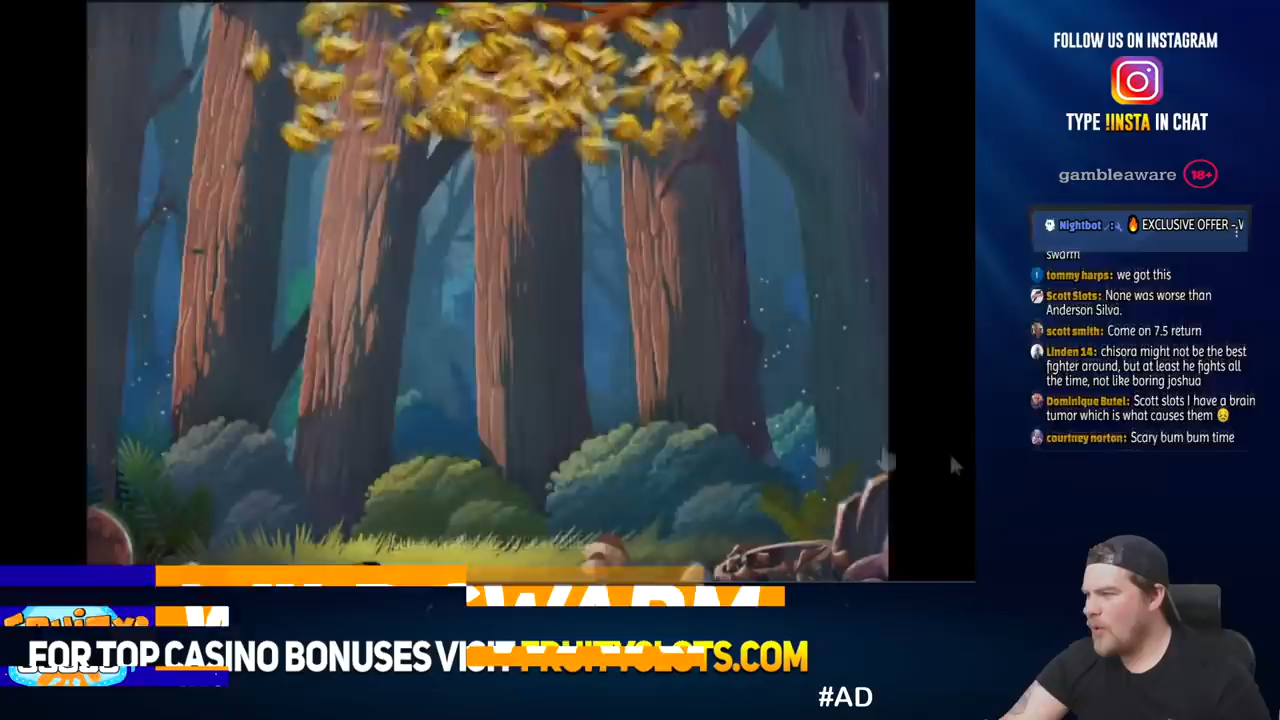 FOLLOW US ON INSTAGRAM
TYPE !INSTA IN CHAT
gambleaware 18+
Nightbot : EXCLUSIVE OFFER -
swarm
tommy harps: we got this
Scott Slots: None was worse than
Anderson Silva.
scott smith: Come on 7.5 return
Linden 14: chisora might not be the best
fighter around, but at least he fights all
the time, not like boring joshua
Dominique Butel: Scott slots I have a brain
tumor which is what causes them
courtney norton: Scary bum bum time
SWARM
FOR TOP CASINO BONUSES VISIT FRUITYSLOTS.COM
#AD